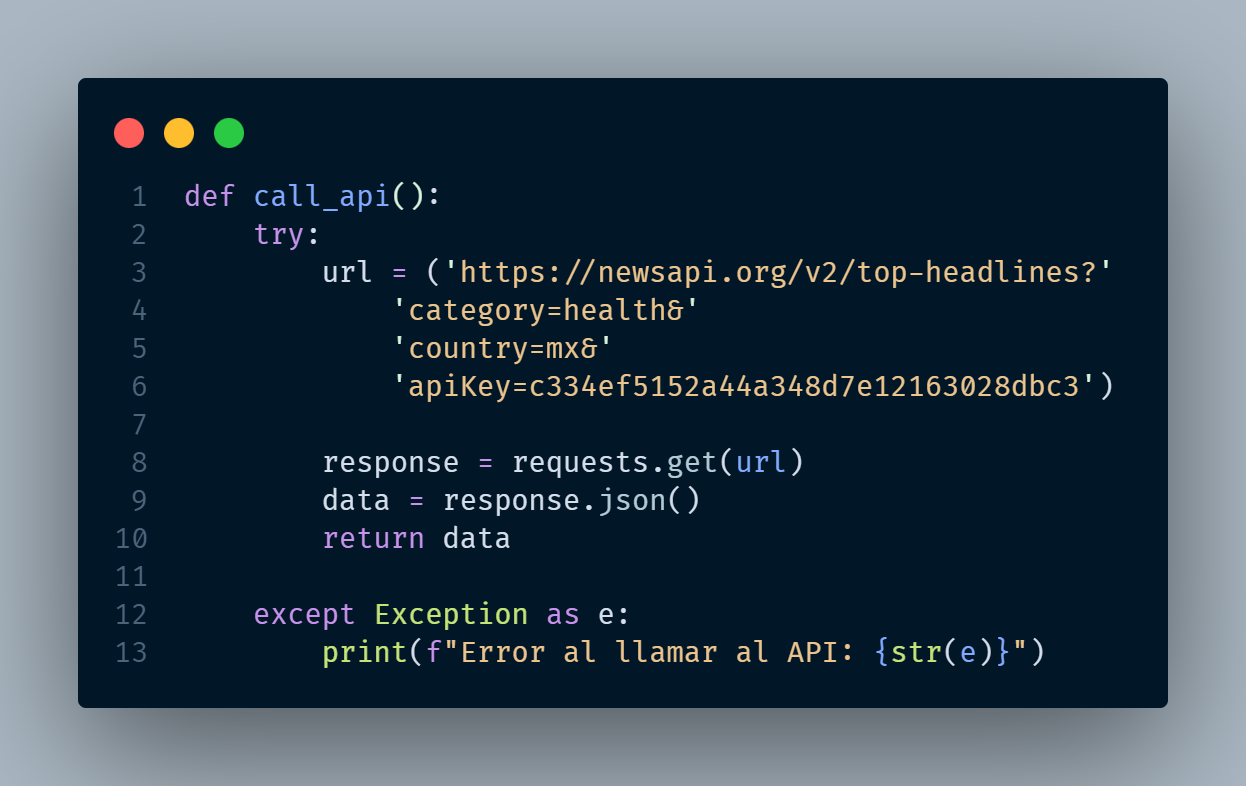 1 def call_api():
2     try:
3         url = ('https://newsapi.org/v2/top-headlines?'
4             'category=health&'
5             'country=mx&'
6             'apiKey=c334ef5152a44a348d7e12163028dbc3')
7
8         response = requests.get(url)
9         data = response.json()
10         return data
11
12     except Exception as e:
13         print(f"Error al llamar al API: {str(e)}")